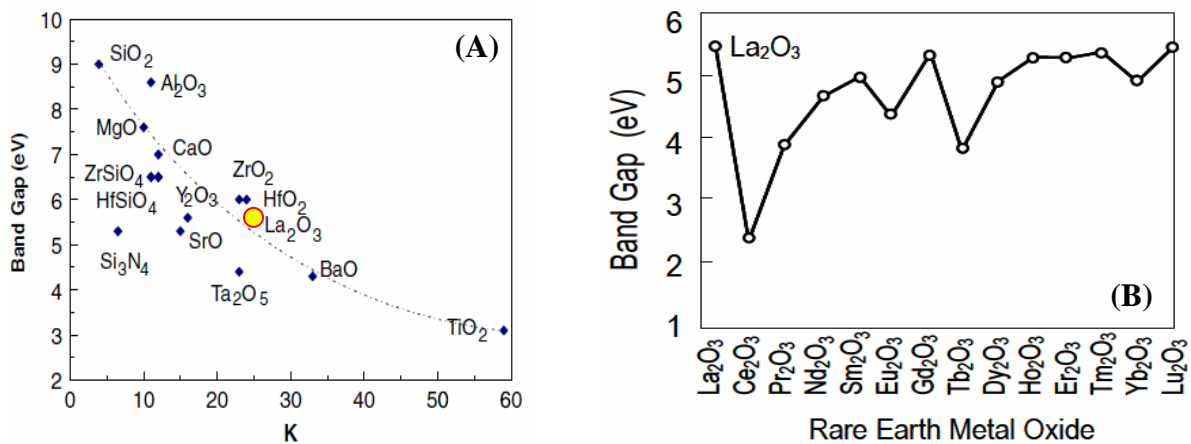 (A)
Band Gap (eV)
10
9
8
7
6
5
4
3
2
SiO₂
Al₂O₃
MgO
CaO
ZrSiO₄
ZrO₂
HfSiO₄
Y₂O₃
HfO₂
La₂O₃
SrO
Si₃N₄
Ta₂O₅
BaO
TiO₂
0 10 20 30 40 50 60
K
Band Gap (eV)
6
5
4
3
2
1
La₂O₃
(B)
La₂O₃
Ce₂O₃
Pr₂O₃
Nd₂O₃
Sm₂O₃
Eu₂O₃
Gd₂O₃
Tb₂O₃
Dy₂O₃
Ho₂O₃
Er₂O₃
Tm₂O₃
Yb₂O₃
Lu₂O₃
Rare Earth Metal Oxide